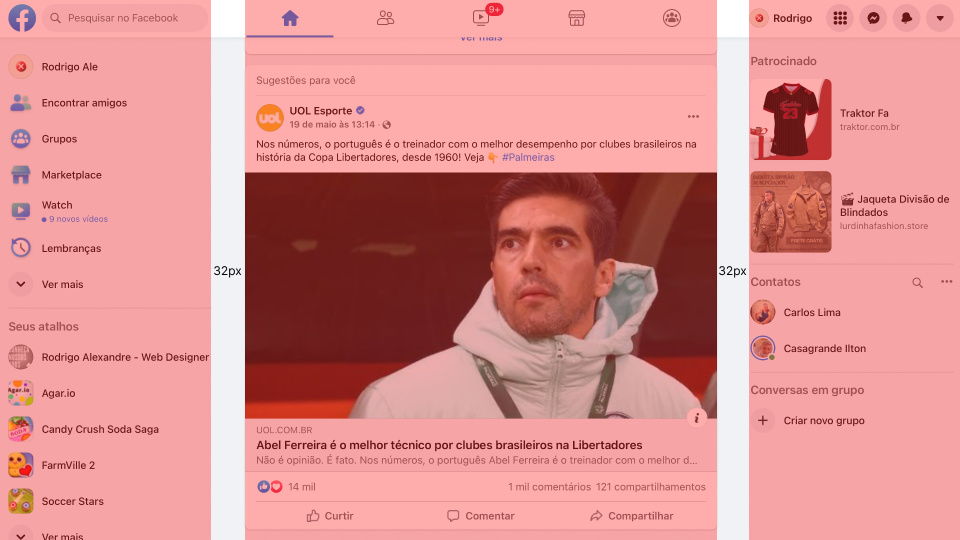 Pesquisar no Facebook
9+
Rodrigo
Rodrigo Ale
Encontrar amigos
Grupos
Marketplace
Watch
9 novos vídeos
Lembranças
Ver mais
Seus atalhos
Rodrigo Alexandre - Web Designer
Agar.io
Agar.io
Candy Crush Soda Saga
FarmVille 2
Soccer Stars
Ver mais
32px
ver mais
Sugestões para você
uol
UOL Esporte
19 de maio às 13:14 ·
Nos números, o português é o treinador com o melhor desempenho por clubes brasileiros na
história da Copa Libertadores, desde 1960! Veja 👇 #Palmeiras
UOL.COM.BR
Abel Ferreira é o melhor técnico por clubes brasileiros na Libertadores
Não é opinião. É fato. Nos números, o português Abel Ferreira é o treinador com o melhor d...
14 mil
1 mil comentários 121 compartilhamentos
Curtir
Comentar
Compartilhar
32px
Patrocinado
23
Traktor Fa
traktor.com.br
FRETE GRÁTIS
🎬 Jaqueta Divisão de
Blindados
lurdinhafashion.store
Contatos
Carlos Lima
Casagrande Ilton
Conversas em grupo
Criar novo grupo